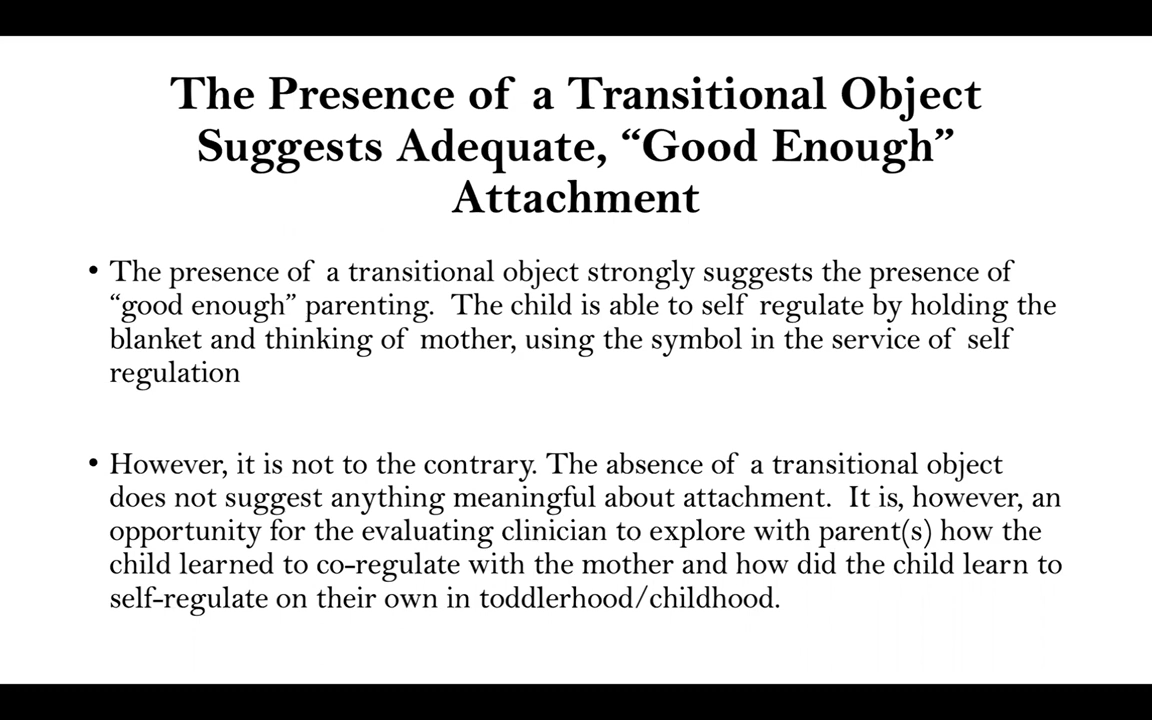 The Presence of a Transitional Object
Suggests Adequate, “Good Enough”
Attachment
• The presence of a transitional object strongly suggests the presence of
“good enough” parenting. The child is able to self regulate by holding the
blanket and thinking of mother, using the symbol in the service of self
regulation
• However, it is not to the contrary. The absence of a transitional object
does not suggest anything meaningful about attachment. It is, however, an
opportunity for the evaluating clinician to explore with parent(s) how the
child learned to co-regulate with the mother and how did the child learn to
self-regulate on their own in toddlerhood/childhood.